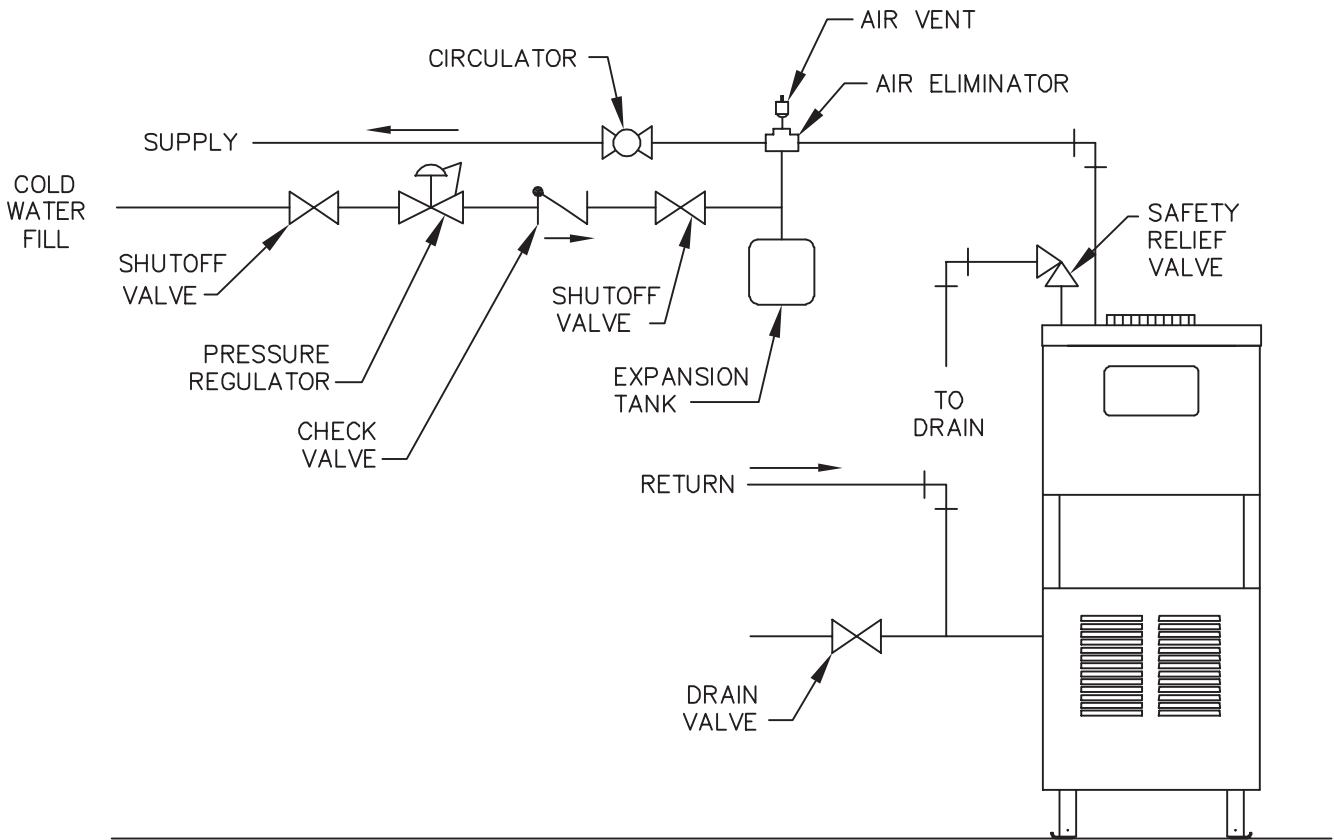 AIR VENT
CIRCULATOR
AIR ELIMINATOR
SUPPLY
COLD
WATER
FILL
SAFETY
RELIEF
VALVE
SHUTOFF
VALVE
SHUTOFF
VALVE
PRESSURE
REGULATOR
EXPANSION
TANK
TO
DRAIN
CHECK
VALVE
RETURN
DRAIN
VALVE